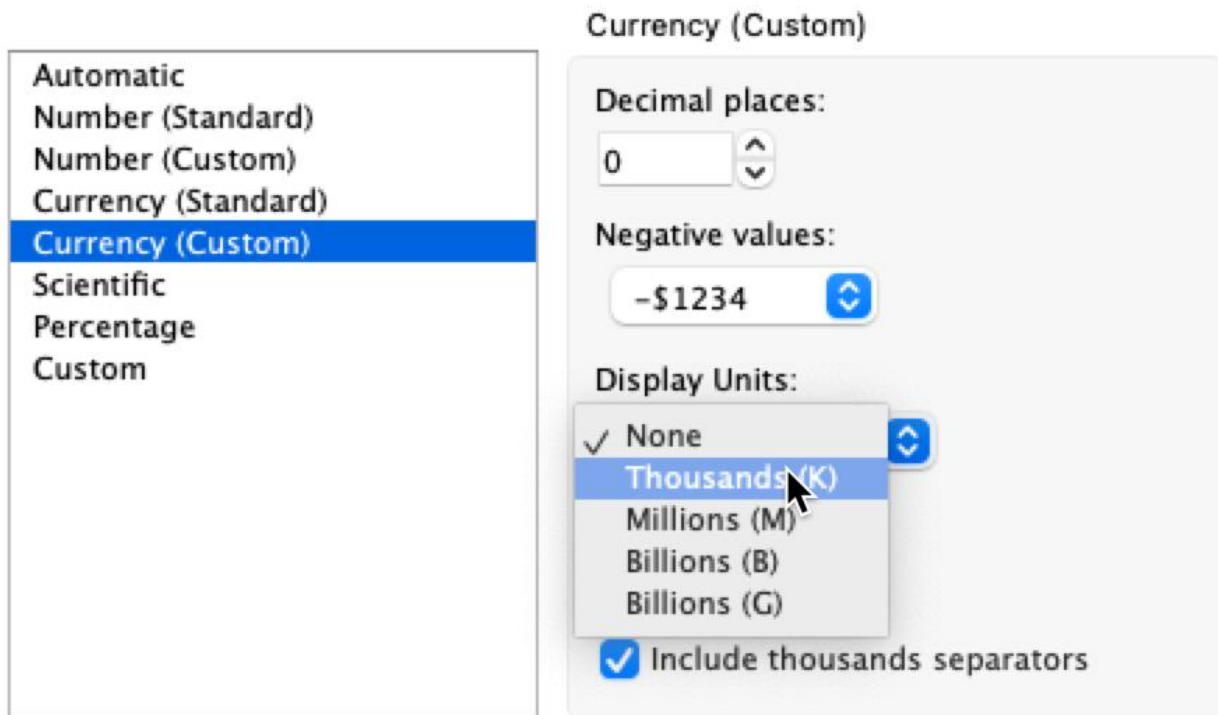 Automatic
Number (Standard)
Number (Custom)
Currency (Standard)
Currency (Custom)
Scientific
Percentage
Custom
Currency (Custom)
Decimal places:
0
Negative values:
-$1234
Display Units:
None
Thousands (K)
Millions (M)
Billions (B)
Billions (G)
Include thousands separators